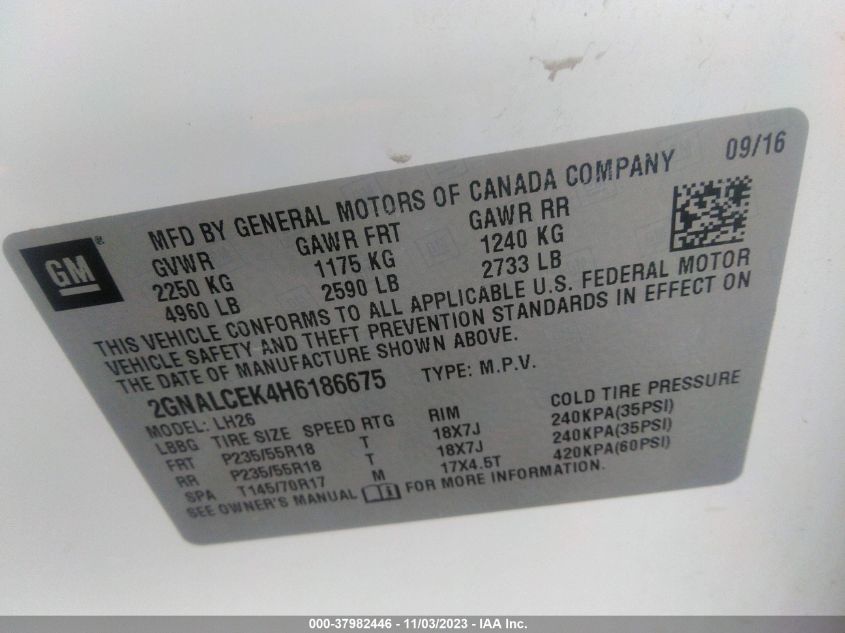 09/16
MFD BY GENERAL MOTORS OF CANADA COMPANY
GM®
GVWR GAWR FRT GAWR RR
2250 KG 1175 KG 1240 KG
4960 LB 2590 LB 2733 LB
THIS VEHICLE CONFORMS TO ALL APPLICABLE U.S. FEDERAL MOTOR
VEHICLE SAFETY AND THEFT PREVENTION STANDARDS IN EFFECT ON
THE DATE OF MANUFACTURE SHOWN ABOVE.
2GNALCEK4H6186675 TYPE: M.P.V.
MODEL: LH26
LBBG TIRE SIZE SPEED RTG RIM COLD TIRE PRESSURE
FRT P235/55R18 T 18X7J 240KPA(35PSI)
RR P235/55R18 T 18X7J 240KPA(35PSI)
SPA T145/70R17 M 17X4.5T 420KPA(60PSI)
SEE OWNER'S MANUAL FOR MORE INFORMATION.
000-37982446 - 11/03/2023 - IAA Inc.